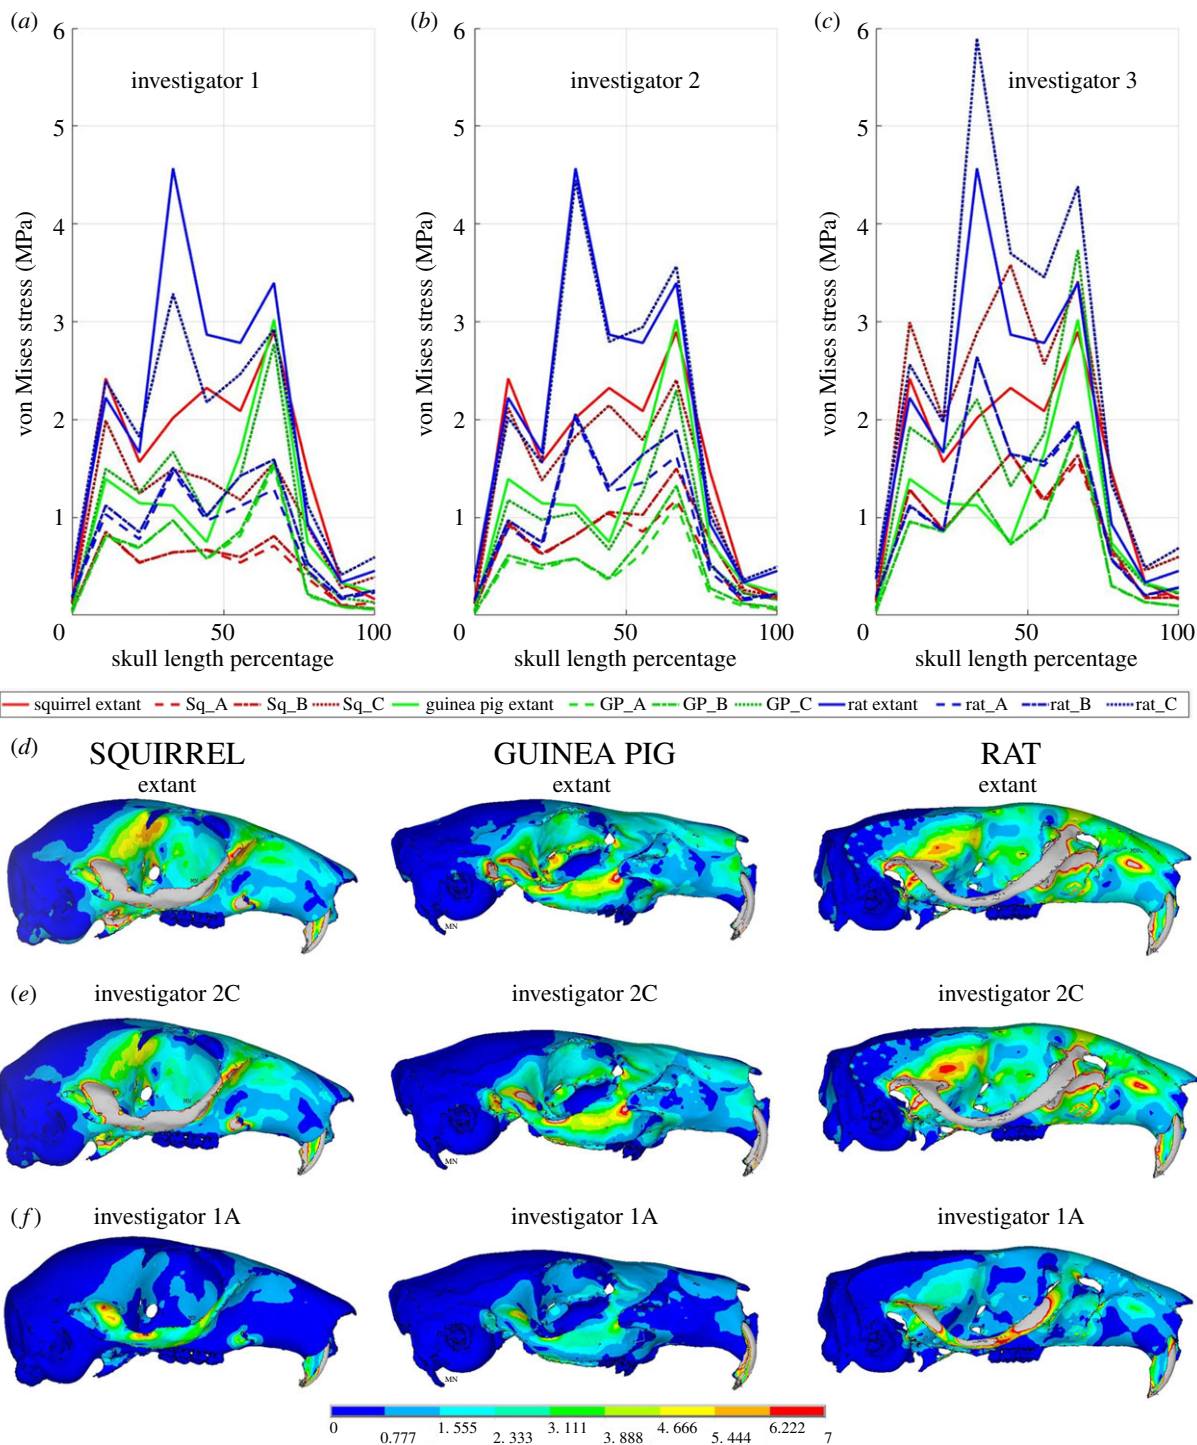 (a)
(b)
(c)
6
6
6
investigator 1
investigator 2
investigator 3
5
5
5
4
4
4
3
3
3
2
2
2
1
1
1
von Mises stress (MPa)
von Mises stress (MPa)
von Mises stress (MPa)
0 50 100
0 50 100
0 50 100
skull length percentage
skull length percentage
skull length percentage
squirrel extant Sq_A Sq_B Sq_C guinea pig extant GP_A GP_B GP_C rat extant rat_A rat_B rat_C
(d)
SQUIRREL
GUINEA PIG
RAT
extant
extant
extant
MN
(e)
investigator 2C
investigator 2C
investigator 2C
MN
(f)
investigator 1A
investigator 1A
investigator 1A
MN
0 0.777 1. 555 2. 333 3. 111 3. 888 4. 666 5. 444 6.222 7